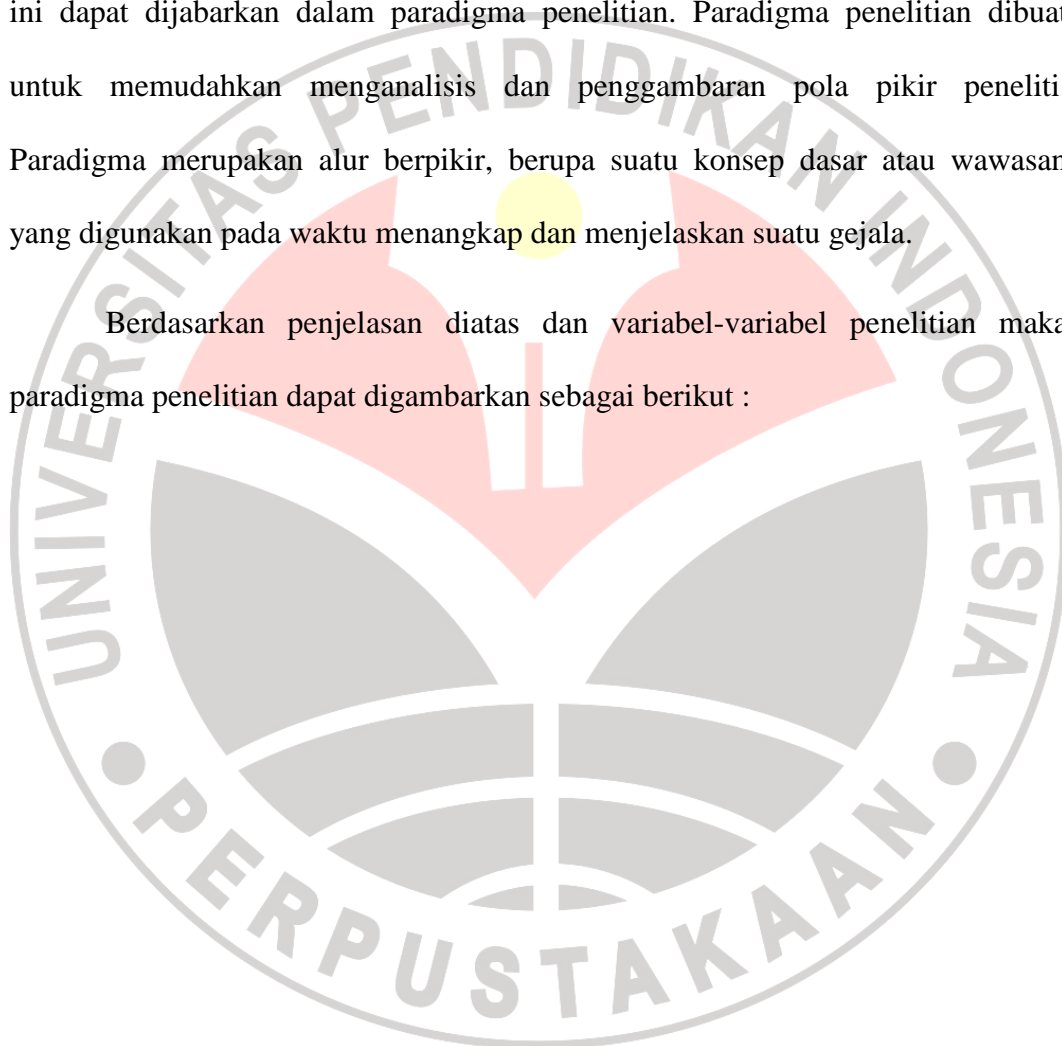 ini dapat dijabarkan dalam paradigma penelitian. Paradigma penelitian dibuat
untuk memudahkan menganalisis dan penggambaran pola pikir peneliti
Paradigma merupakan alur berpikir, berupa suatu konsep dasar atau wawasan
yang digunakan pada waktu menangkap dan menjelaskan suatu gejala.
Berdasarkan penjelasan diatas dan variabel-variabel penelitian maka
paradigma penelitian dapat digambarkan sebagai berikut :
UNIVERSITAS PENDIDIKAN INDONESIA
PERPUSTAKAAN